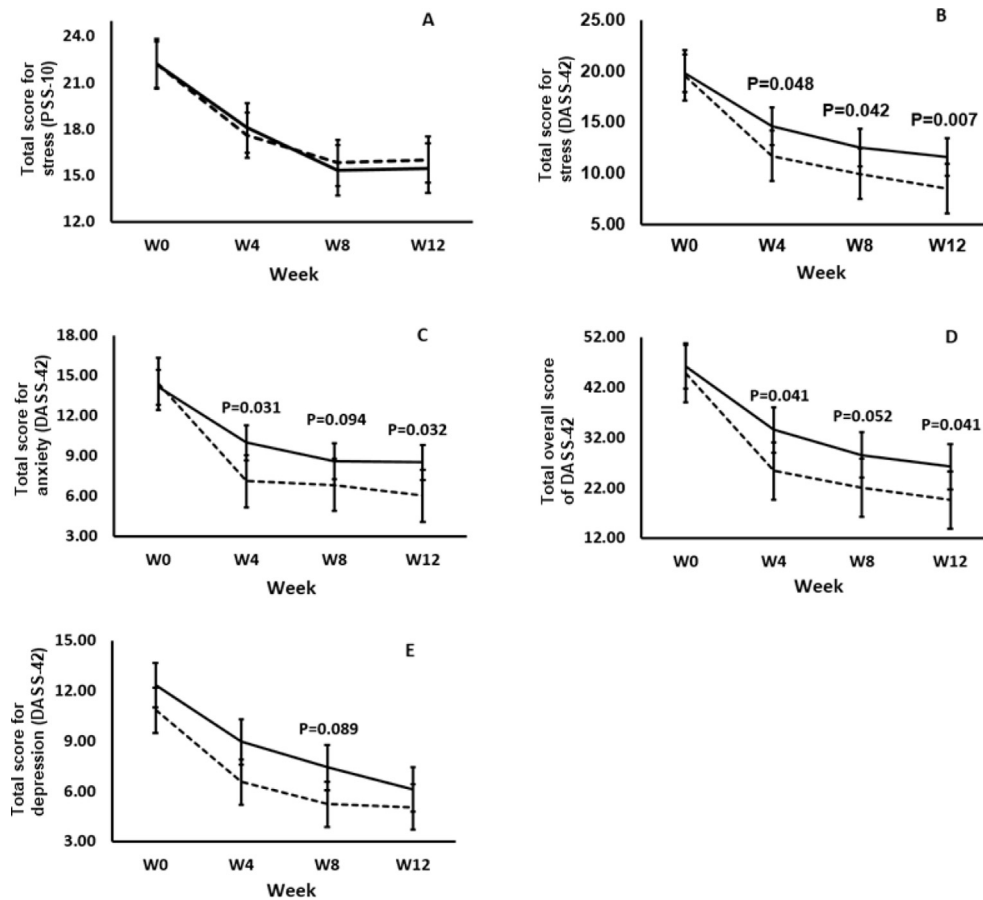 A
Total score for
stress (PSS-10)
24.0
21.0
18.0
15.0
12.0
W0 W4 W8 W12
Week
B
Total score for
stress (DASS-42)
25.00
20.00
15.00
10.00
5.00
P=0.048
P=0.042
P=0.007
W0 W4 W8 W12
Week
C
Total score for
anxiety (DASS-42)
18.00
15.00
12.00
9.00
6.00
3.00
P=0.031
P=0.094
P=0.032
W0 W4 W8 W12
Week
D
Total overall score
of DASS-42
52.00
42.00
32.00
22.00
12.00
P=0.041
P=0.052
P=0.041
W0 W4 W8 W12
Week
E
Total score for
depression (DASS-42)
15.00
12.00
9.00
6.00
3.00
P=0.089
W0 W4 W8 W12
Week